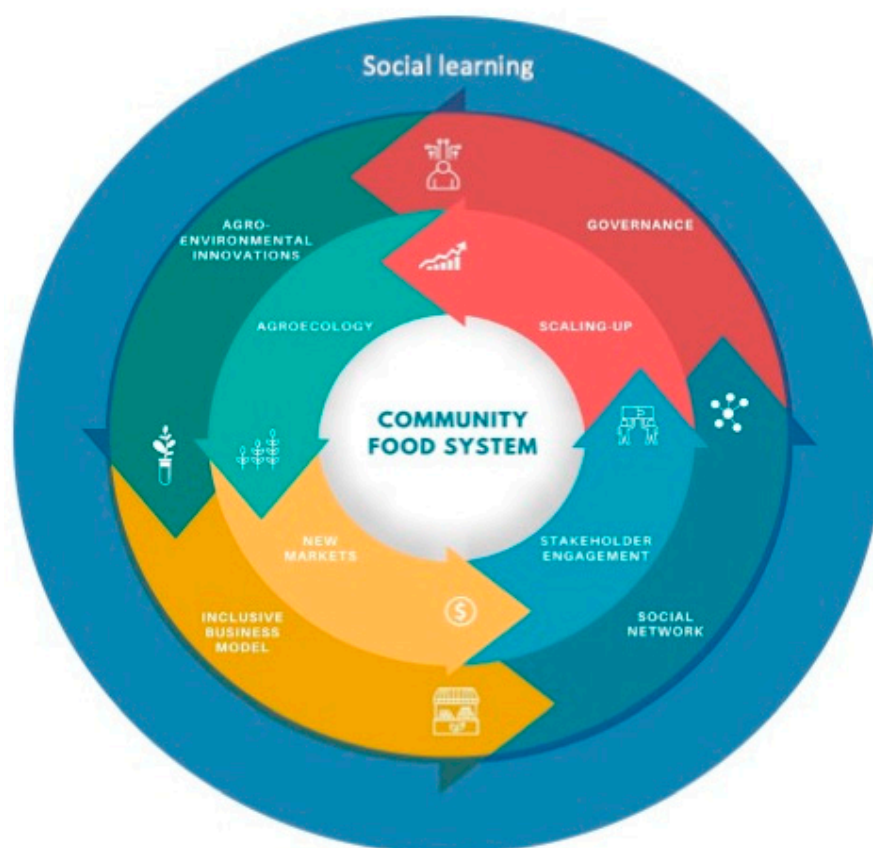 Social learning
AGRO-
ENVIRONMENTAL
INNOVATIONS
GOVERNANCE
AGROECOLOGY
SCALING-UP
COMMUNITY
FOOD SYSTEM
NEW
MARKETS
STAKEHOLDER
ENGAGEMENT
$
INCLUSIVE
BUSINESS
MODEL
SOCIAL
NETWORK